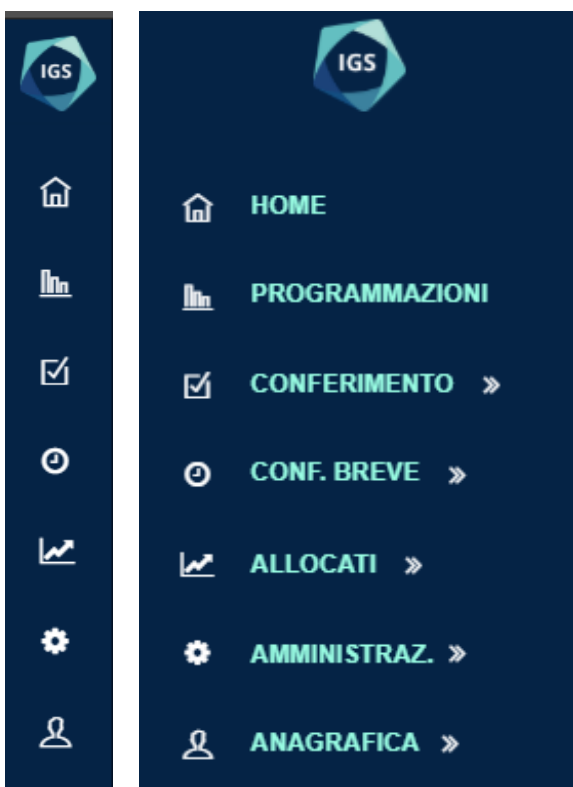 IGS
IGS
HOME
PROGRAMMAZIONI
CONFERIMENTO »
CONF. BREVE »
ALLOCATI »
AMMINISTRAZ. »
ANAGRAFICA »